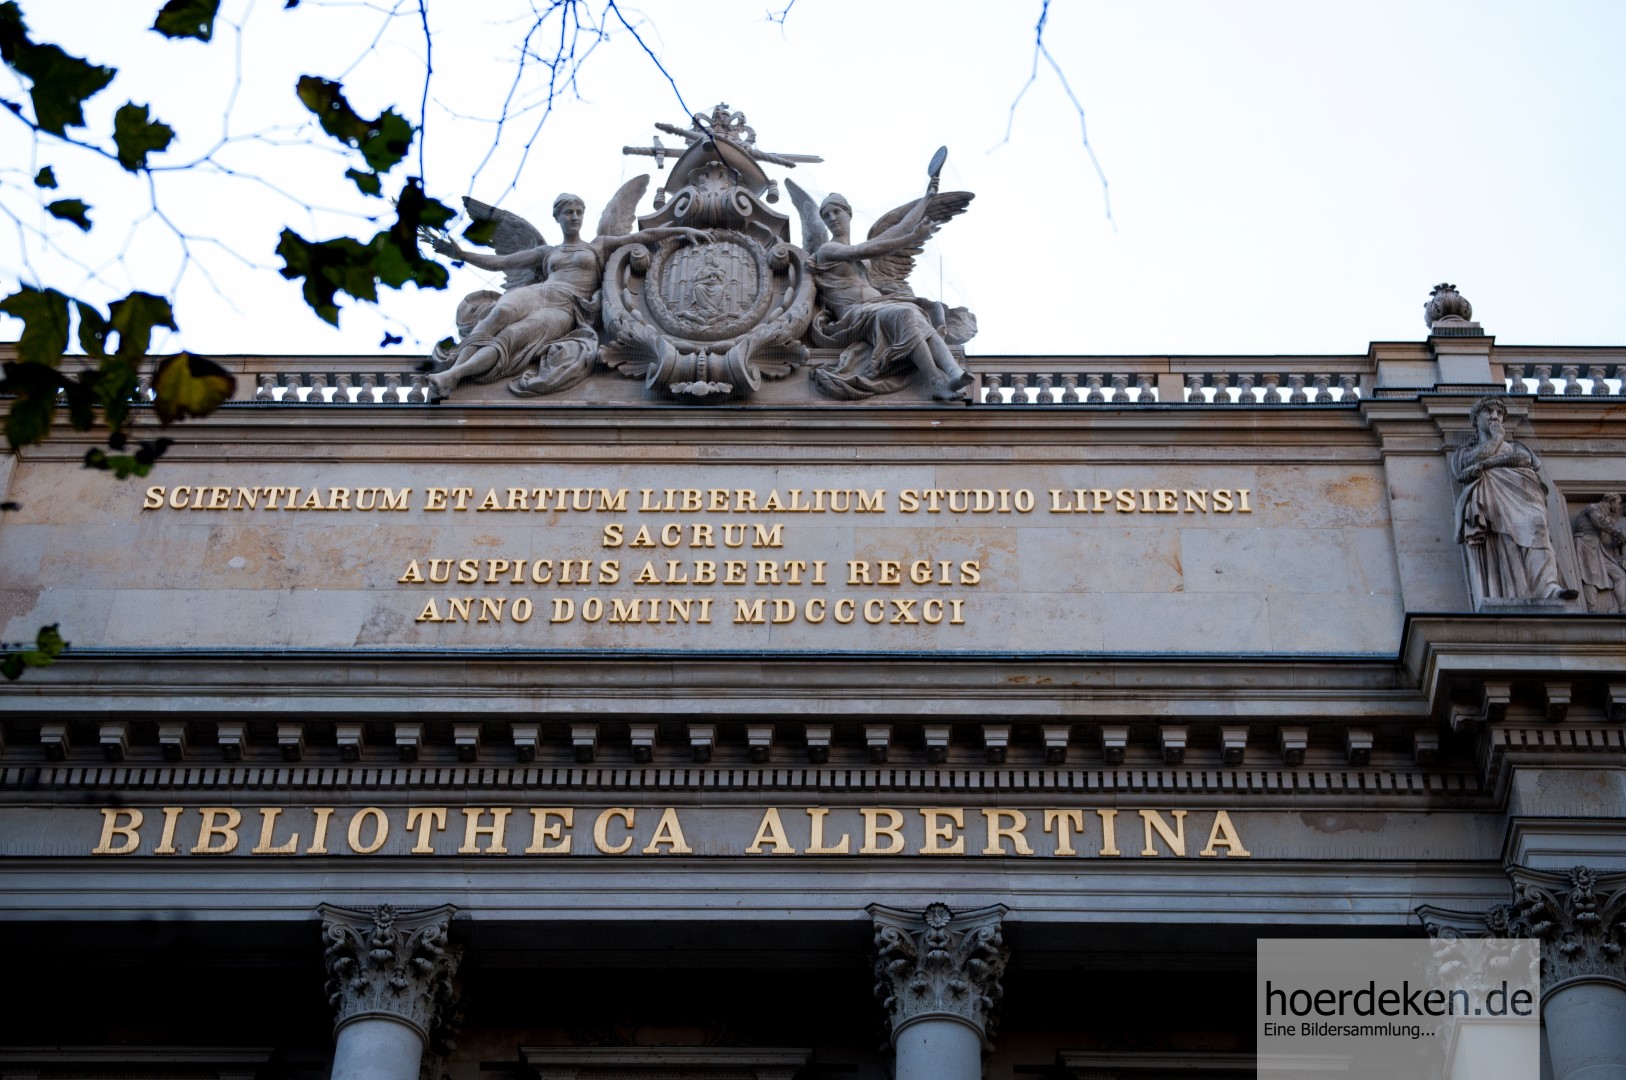 SCIENTIARUM ET ARTIUM LIBERALIUM STUDIO LIPSIENSI
SACRUM
AUSPICIIS ALBERTI REGIS
ANNO DOMINI MDCCCXCI
BIBLIOTHECA ALBERTINA
hoerdeken.de
Eine Bildersammlung...